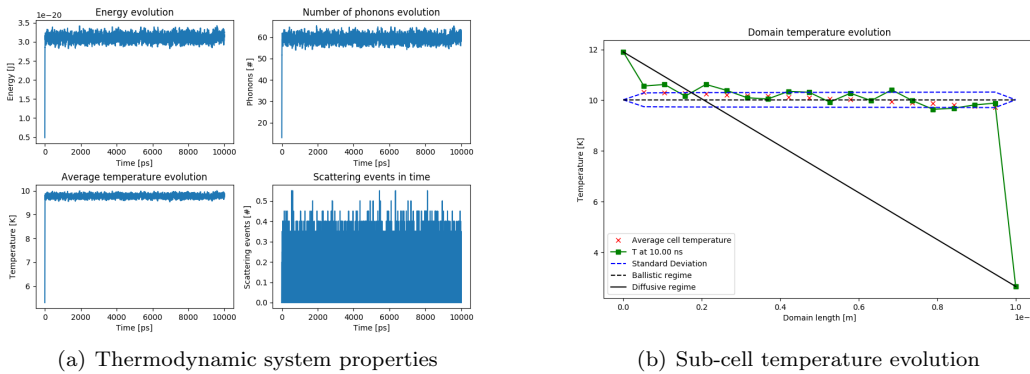 Energy evolution
1e−20
3.5
3.0
2.5
2.0
1.5
1.0
0.5
Energy [J]
0 2000 4000 6000 8000 10000
Time [ps]
Number of phonons evolution
60
50
40
30
20
Phonons [#]
0 2000 4000 6000 8000 10000
Time [ps]
Average temperature evolution
10
9
8
7
6
Temperature [K]
0 2000 4000 6000 8000 10000
Time [ps]
Scattering events in time
0.5
0.4
0.3
0.2
0.1
0.0
Scattering events [#]
0 2000 4000 6000 8000 10000
Time [ps]
(a) Thermodynamic system properties
Domain temperature evolution
12
10
8
6
4
Temperature [K]
Average cell temperature
T at 10.00 ns
Standard Deviation
Ballistic regime
Diffusive regime
0.0 0.2 0.4 0.6 0.8 1.0
1e−
Domain length [m]
(b) Sub-cell temperature evolution